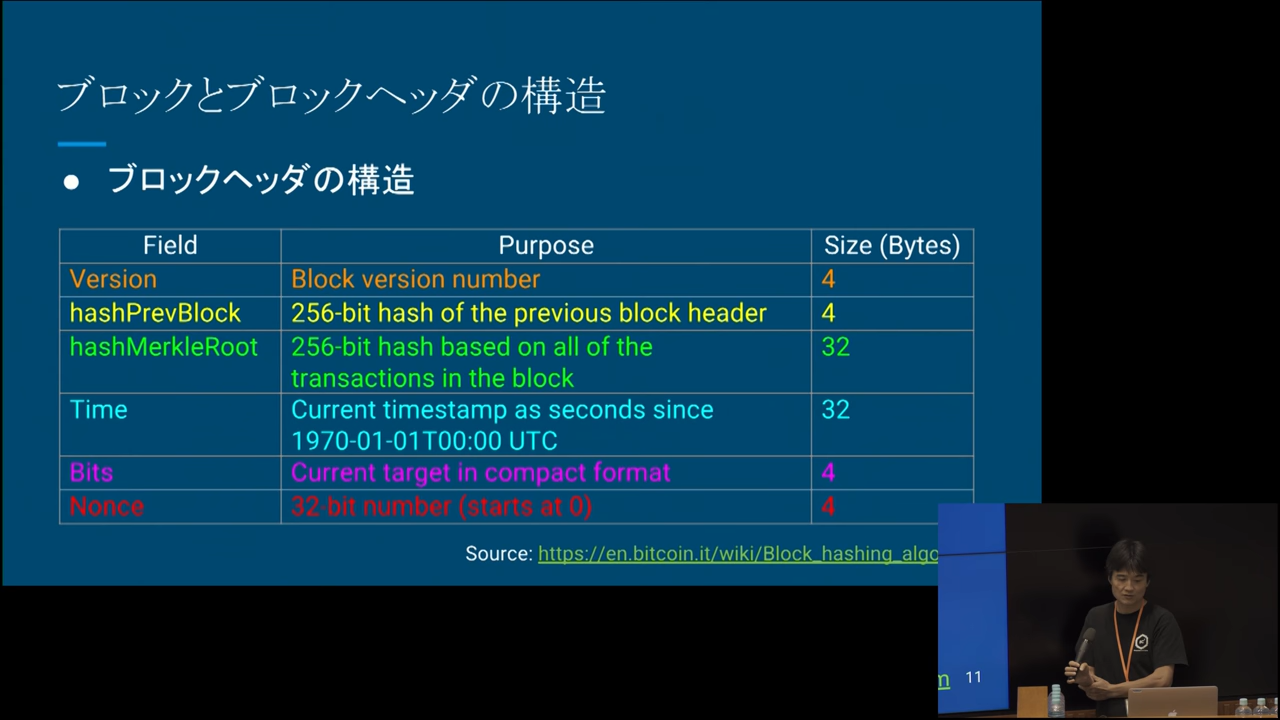 ブロックとブロックヘッダの構造
● ブロックヘッダの構造
Field Purpose Size (Bytes)
Version Block version number 4
hashPrevBlock 256-bit hash of the previous block header 4
hashMerkleRoot 256-bit hash based on all of the 32
transactions in the block
Time Current timestamp as seconds since 32
1970-01-01T00:00 UTC
Bits Current target in compact format 4
Nonce 32-bit number (starts at 0) 4
Source: https://en.bitcoin.it/wiki/Block_hashing_algo
m 11